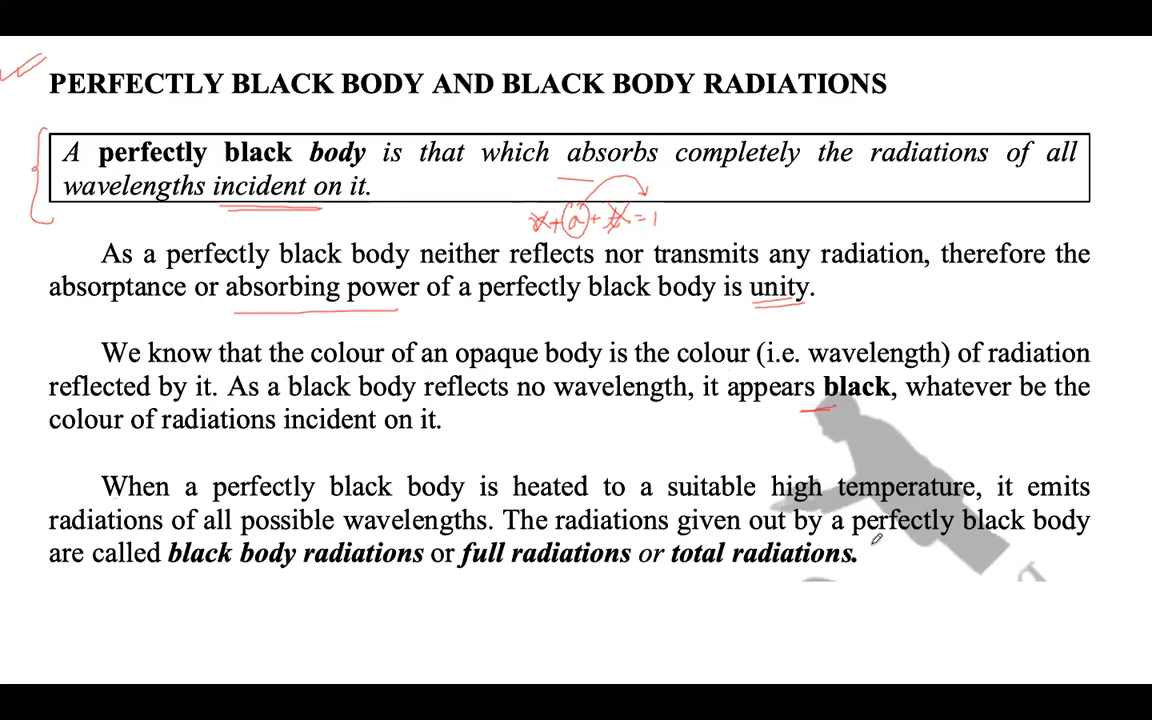 PERFECTLY BLACK BODY AND BLACK BODY RADIATIONS
A perfectly black body is that which absorbs completely the radiations of all
wavelengths incident on it.
+ a + = 1
As a perfectly black body neither reflects nor transmits any radiation, therefore the
absorptance or absorbing power of a perfectly black body is unity.
We know that the colour of an opaque body is the colour (i.e. wavelength) of radiation
reflected by it. As a black body reflects no wavelength, it appears black, whatever be the
colour of radiations incident on it.
When a perfectly black body is heated to a suitable high temperature, it emits
radiations of all possible wavelengths. The radiations given out by a perfectly black body
are called black body radiations or full radiations or total radiations.